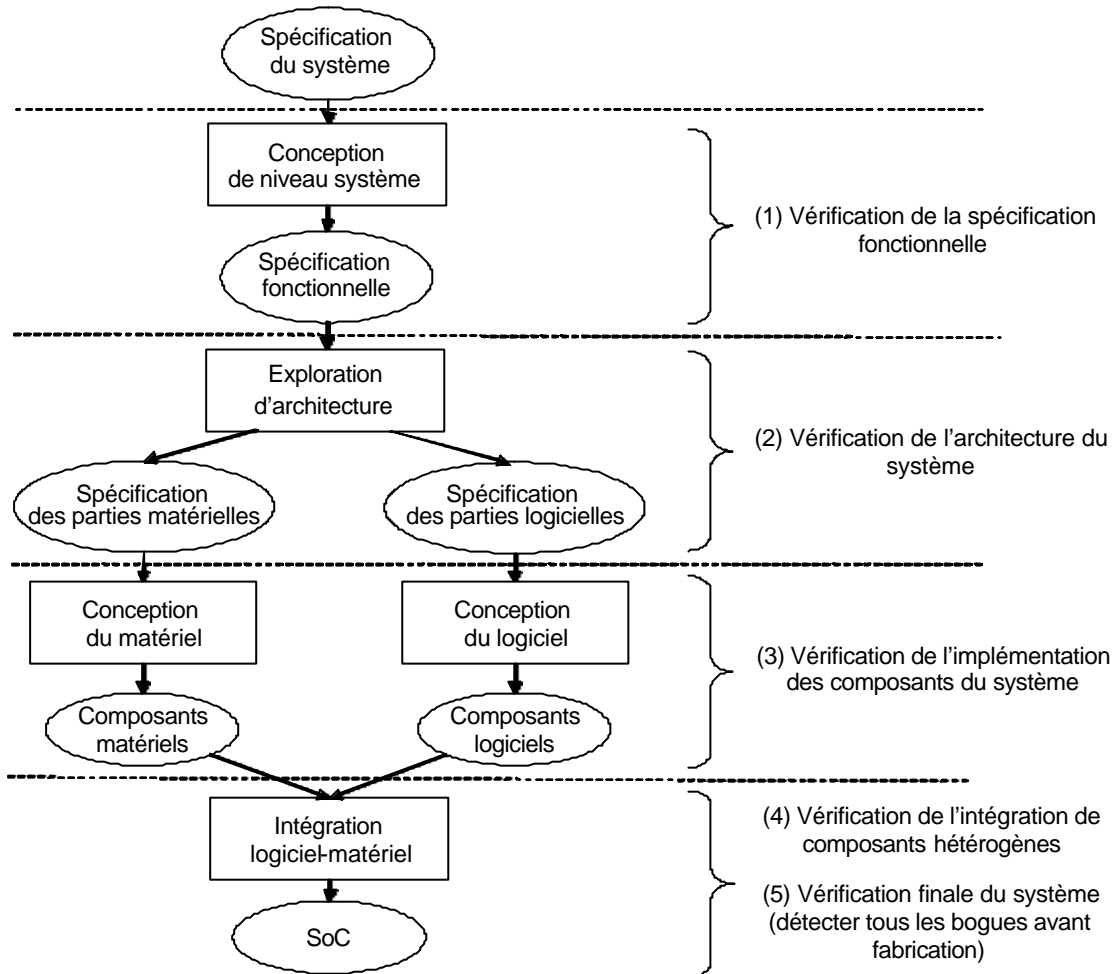 Spécification
du système
Conception
de niveau système
(1) Vérification de la spécification
fonctionnelle
Spécification
fonctionnelle
Exploration
d'architecture
(2) Vérification de l'architecture du
système
Spécification
des parties matérielles
Spécification
des parties logicielles
Conception
du matériel
Conception
du logiciel
(3) Vérification de l'implémentation
des composants du système
Composants
matériels
Composants
logiciels
Intégration
logiciel-matériel
(4) Vérification de l'intégration de
composants hétérogènes
(5) Vérification finale du système
(détecter tous les bogues avant
fabrication)
SoC